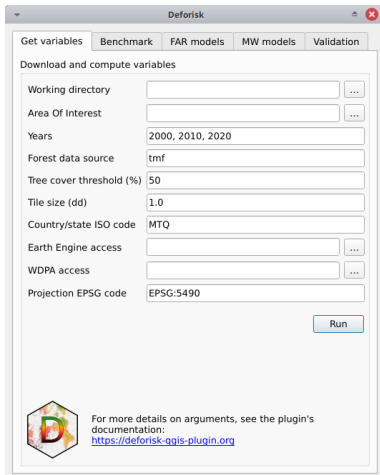 Deforisk
Get variables
Benchmark
FAR models
MW models
Validation
Download and compute variables
Working directory
...
Area Of Interest
...
Years
2000, 2010, 2020
Forest data source
tmf
Tree cover threshold (%)
50
Tile size (dd)
1.0
Country/state ISO code
MTQ
Earth Engine access
...
WDPA access
...
Projection EPSG code
EPSG:5490
Run
D
For more details on arguments, see the plugin's
documentation:
https://deforisk-qgis-plugin.org